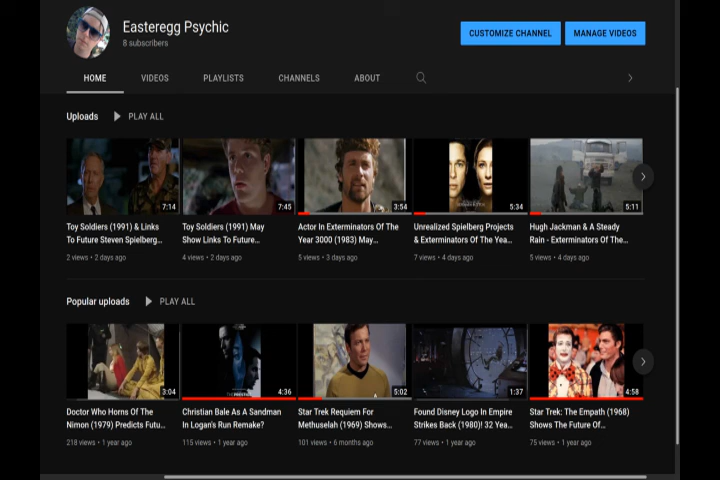 Easteregg Psychic
8 subscribers
CUSTOMIZE CHANNEL
MANAGE VIDEOS
HOME
VIDEOS
PLAYLISTS
CHANNELS
ABOUT
Uploads
PLAY ALL
7:14
7:45
3:54
5:34
5:11
Toy Soldiers (1991) & Links
To Future Steven Spielberg...
2 views • 2 days ago
Toy Soldiers (1991) May
Show Links To Future...
4 views • 2 days ago
Actor In Exterminators Of The
Year 3000 (1983) May...
5 views • 3 days ago
Unrealized Spielberg Projects
& Exterminators Of The Yea...
7 views • 4 days ago
Hugh Jackman & A Steady
Rain - Exterminators Of The...
5 views • 4 days ago
Popular uploads
PLAY ALL
3:04
4:36
5:02
1:37
4:58
Doctor Who Horns Of The
Nimon (1979) Predicts Futu...
218 views • 1 year ago
Christian Bale As A Sandman
In Logan's Run Remake?
115 views • 1 year ago
Star Trek Requiem For
Methuselah (1969) Shows...
101 views • 6 months ago
Found Disney Logo In Empire
Strikes Back (1980)! 32 Yea...
77 views • 1 year ago
Star Trek: The Empath (1968)
Shows The Future Of...
75 views • 1 year ago